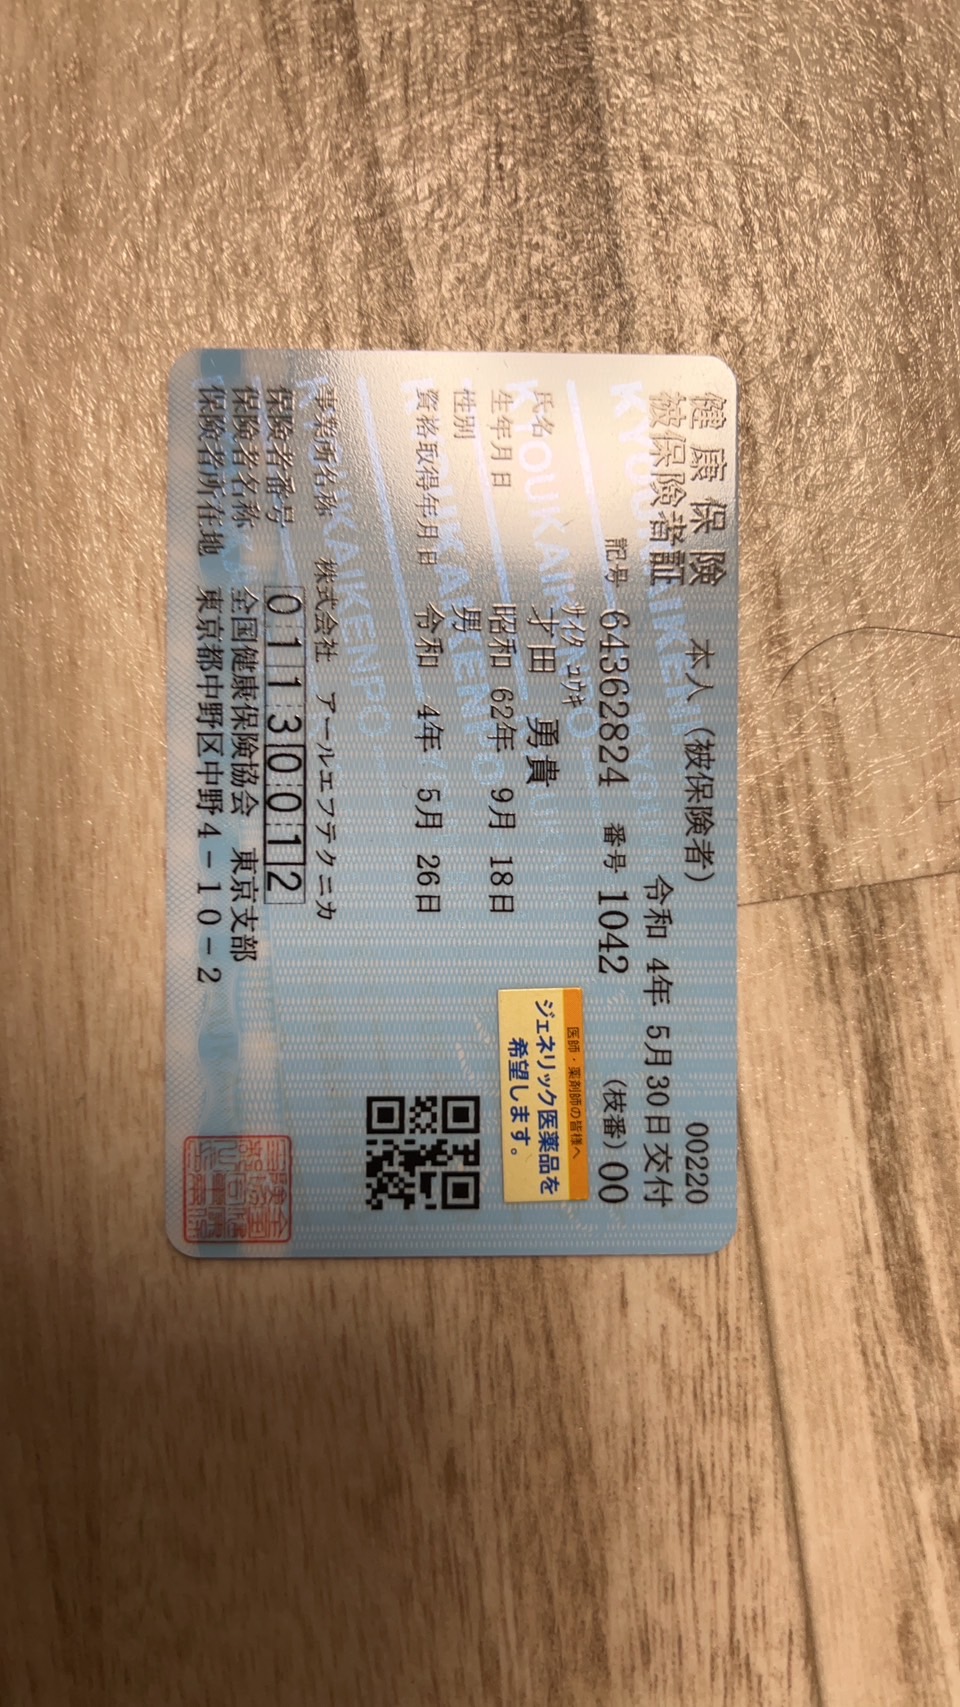 健康保険
被保険者証
本人（被保険者）
00220
令和 4年 5月30日交付
記号 64362824 番号 1042 （枝番）00
ｻｲﾀ ﾕｳｷ
氏名 才田 勇貴
生年月日 昭和 62年 9月 18日
性別 男
資格取得年月日 令和 4年 5月 26日
医師・薬剤師の皆様へ
ジェネリック医薬品を
希望します。
事業所名称 株式会社 アールエフテクニカ
保険者番号 01130012
保険者名称 全国健康保険協会 東京支部
保険者所在地 東京都中野区中野4－10－2